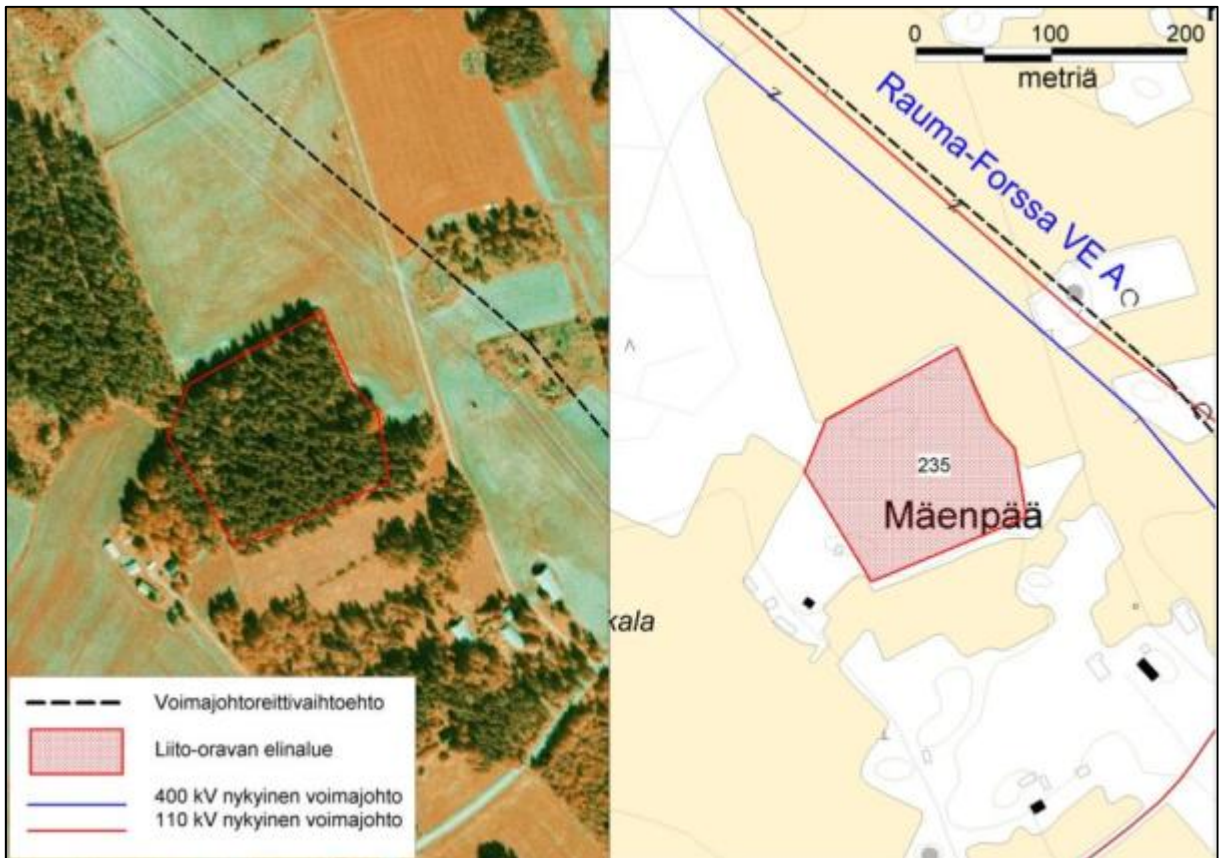 0 100 200
metriä
Rauma-Forssa VE A
235
Mäenpää
kala
Voimajohtoreittivaihtoehto
Liito-oravan elinalue
400 kV nykyinen voimajohto
110 kV nykyinen voimajohto